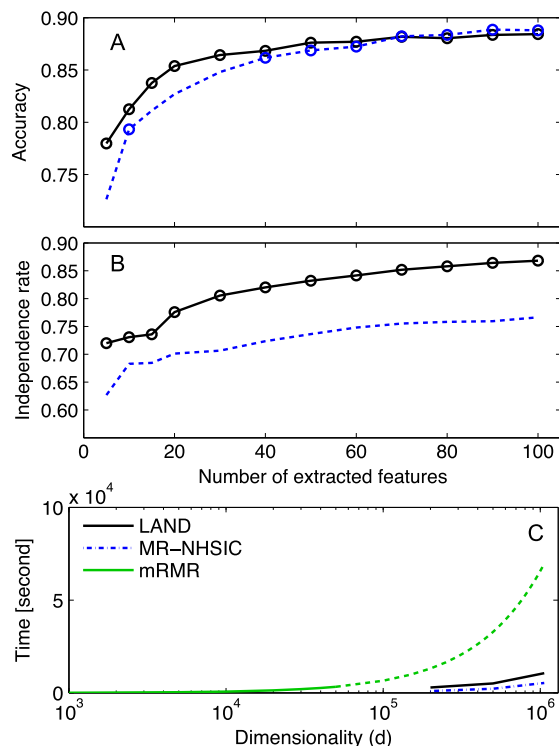 0.90
0.85
0.80
0.75
Accuracy
A
0.90
0.85
0.80
0.75
0.70
0.65
0.60
Independence rate
B
0
20
40
60
80
100
Number of extracted features
x 10^4
10
5
0
Time [second]
C
LAND
MR−NHSIC
mRMR
10^3
10^4
10^5
10^6
Dimensionality (d)